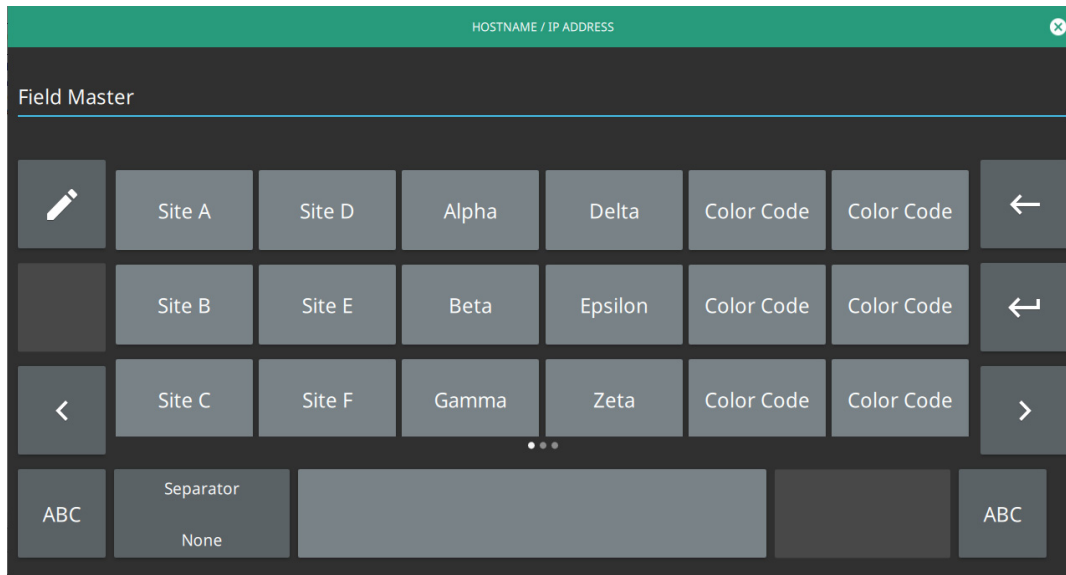 HOSTNAME / IP ADDRESS
Field Master
Site A Site D Alpha Delta Color Code Color Code
Site B Site E Beta Epsilon Color Code Color Code
Site C Site F Gamma Zeta Color Code Color Code
ABC Separator ABC
None